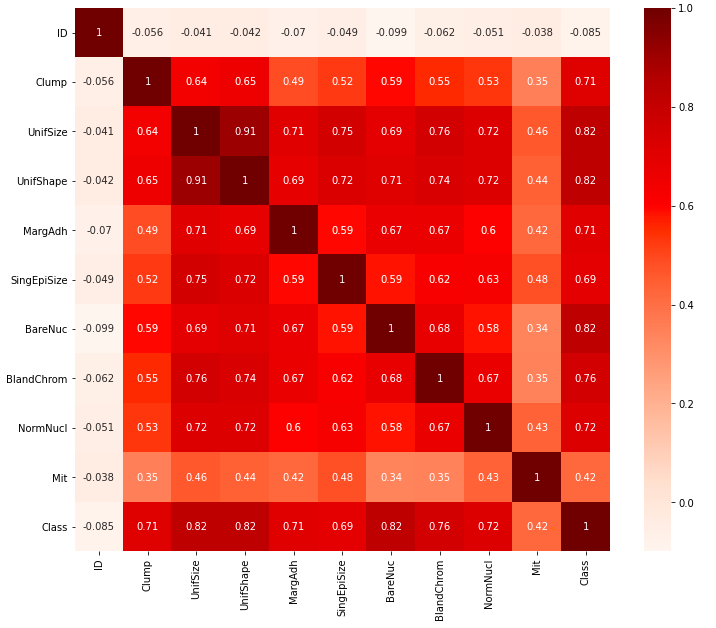 ID 1 -0.056 -0.041 -0.042 -0.07 -0.049 -0.099 -0.062 -0.051 -0.038 -0.085
Clump -0.056 1 0.64 0.65 0.49 0.52 0.59 0.55 0.53 0.35 0.71
UnifSize -0.041 0.64 1 0.91 0.71 0.75 0.69 0.76 0.72 0.46 0.82
UnifShape -0.042 0.65 0.91 1 0.69 0.72 0.71 0.74 0.72 0.44 0.82
MargAdh -0.07 0.49 0.71 0.69 1 0.59 0.67 0.67 0.6 0.42 0.71
SingEpiSize -0.049 0.52 0.75 0.72 0.59 1 0.59 0.62 0.63 0.48 0.69
BareNuc -0.099 0.59 0.69 0.71 0.67 0.59 1 0.68 0.58 0.34 0.82
BlandChrom -0.062 0.55 0.76 0.74 0.67 0.62 0.68 1 0.67 0.35 0.76
NormNucl -0.051 0.53 0.72 0.72 0.6 0.63 0.58 0.67 1 0.43 0.72
Mit -0.038 0.35 0.46 0.44 0.42 0.48 0.34 0.35 0.43 1 0.42
Class -0.085 0.71 0.82 0.82 0.71 0.69 0.82 0.76 0.72 0.42 1
ID Clump UnifSize UnifShape MargAdh SingEpiSize BareNuc BlandChrom NormNucl Mit Class
1.0
0.8
0.6
0.4
0.2
0.0